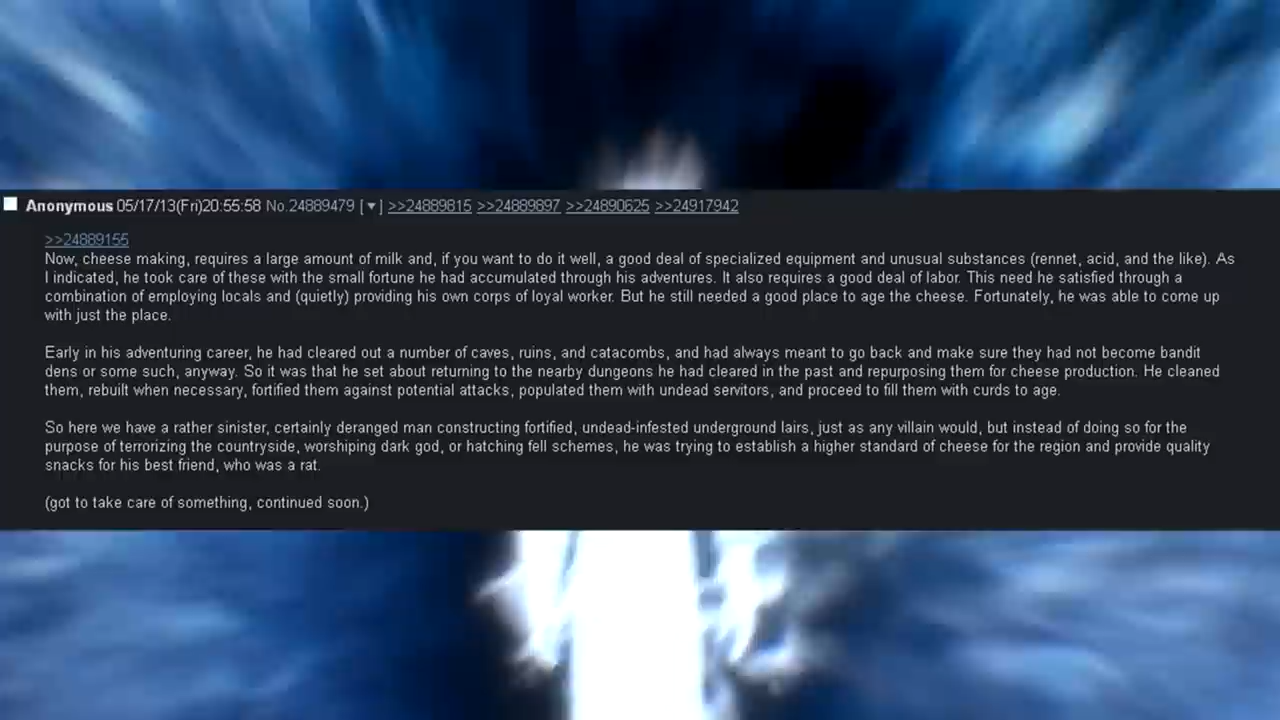 Anonymous 05/17/13(Fri)20:55:58 No.24889479 [▼] >>24889815 >>24889897 >>24890625 >>24917942
>>24889155
Now, cheese making, requires a large amount of milk and, if you want to do it well, a good deal of specialized equipment and unusual substances (rennet, acid, and the like). As
I indicated, he took care of these with the small fortune he had accumulated through his adventures. It also requires a good deal of labor. This need he satisfied through a
combination of employing locals and (quietly) providing his own corps of loyal worker. But he still needed a good place to age the cheese. Fortunately, he was able to come up
with just the place.
Early in his adventuring career, he had cleared out a number of caves, ruins, and catacombs, and had always meant to go back and make sure they had not become bandit
dens or some such, anyway. So it was that he set about returning to the nearby dungeons he had cleared in the past and repurposing them for cheese production. He cleaned
them, rebuilt when necessary, fortified them against potential attacks, populated them with undead servitors, and proceed to fill them with curds to age.
So here we have a rather sinister, certainly deranged man constructing fortified, undead-infested underground lairs, just as any villain would, but instead of doing so for the
purpose of terrorizing the countryside, worshiping dark god, or hatching fell schemes, he was trying to establish a higher standard of cheese for the region and provide quality
snacks for his best friend, who was a rat.
(got to take care of something, continued soon.)